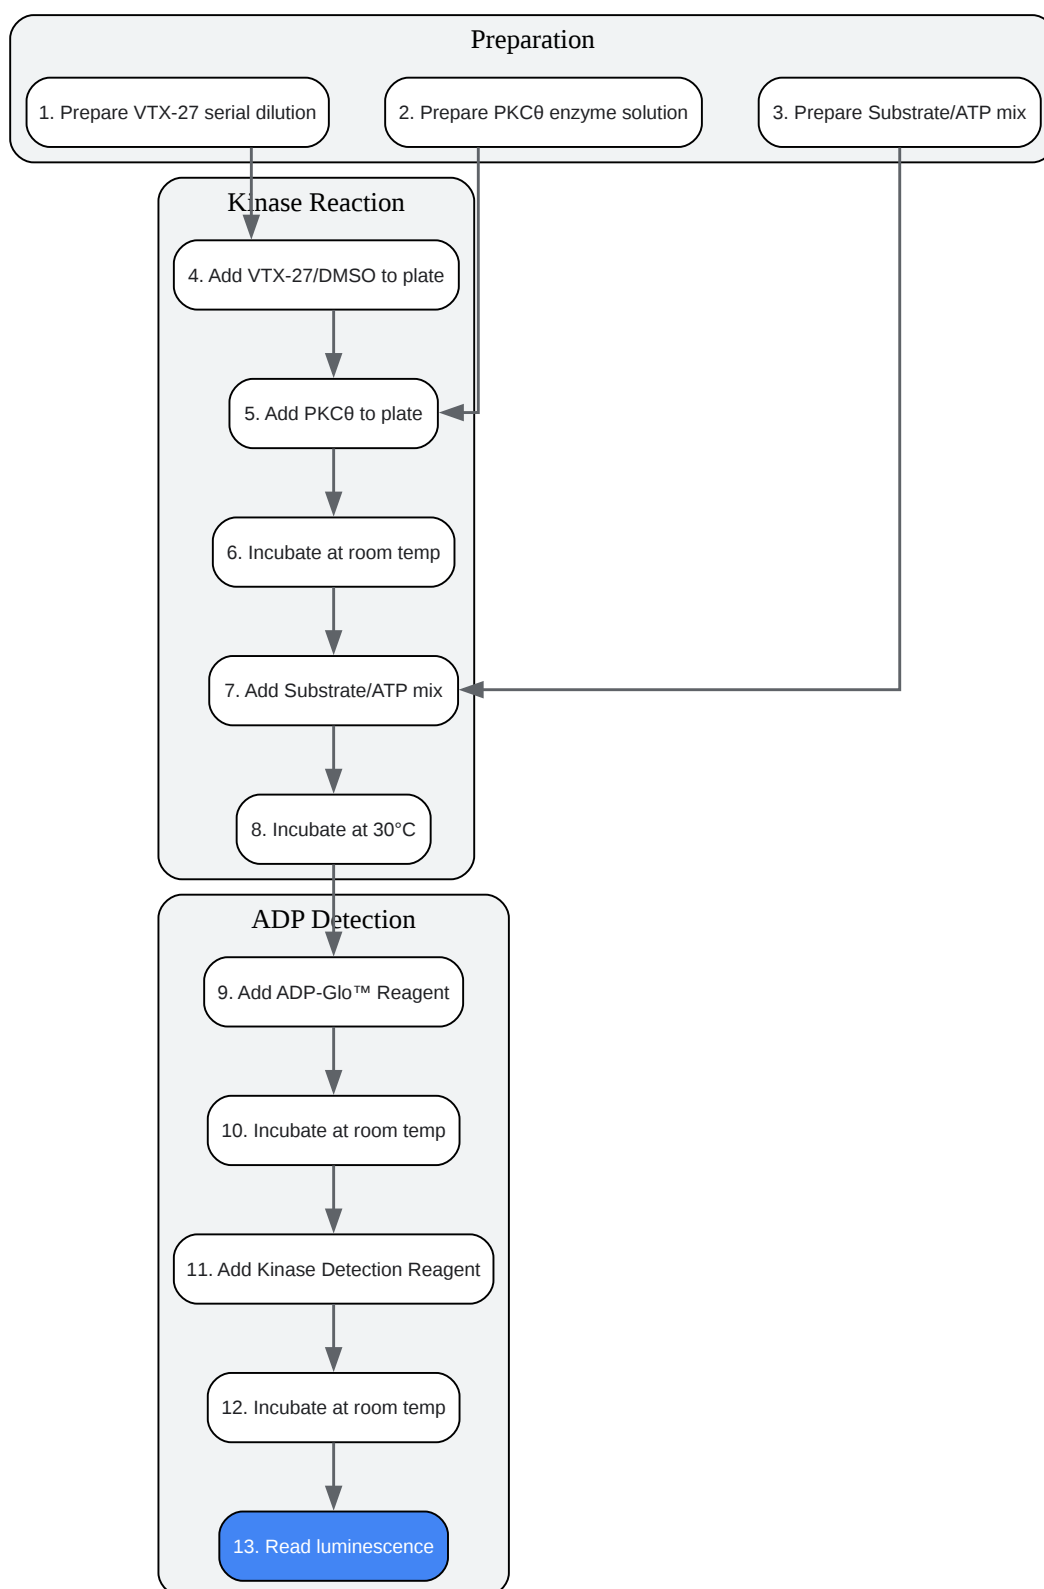 Preparation
1. Prepare VTX-27 serial dilution
2. Prepare PKCθ enzyme solution
3. Prepare Substrate/ATP mix
Kinase Reaction
4. Add VTX-27/DMSO to plate
5. Add PKCθ to plate
6. Incubate at room temp
7. Add Substrate/ATP mix
8. Incubate at 30°C
ADP Detection
9. Add ADP-Glo™ Reagent
10. Incubate at room temp
11. Add Kinase Detection Reagent
12. Incubate at room temp
13. Read luminescence